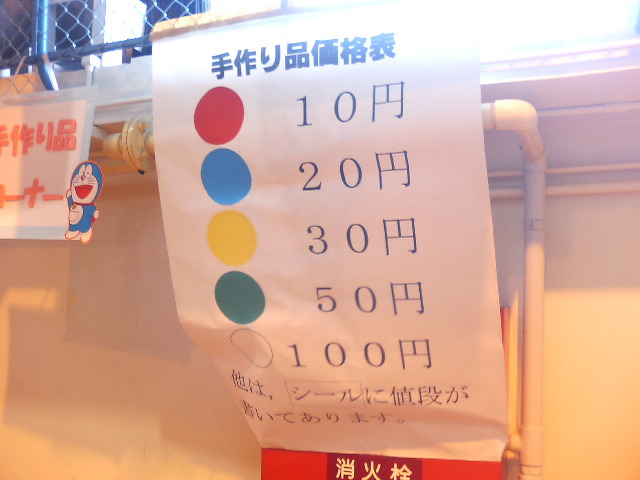 手作り品価格表
10円
20円
30円
50円
100円
他は，シールに値段が
書いてあります。
手作り品
コーナー
消火栓